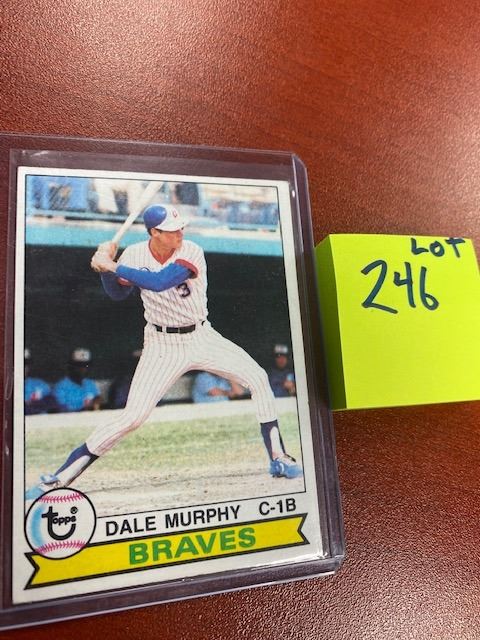 LOT
246
3
topps®
DALE MURPHY C-1B
BRAVES